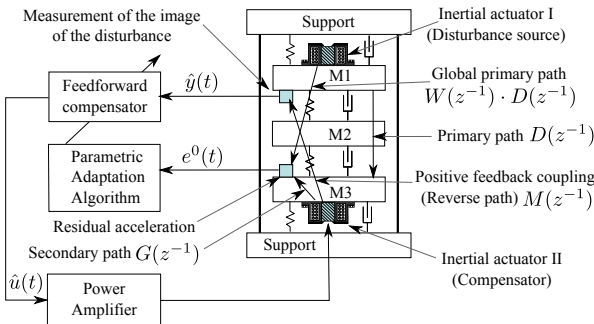 Measurement of the image
of the disturbance
Support
Inertial actuator I
(Disturbance source)
Feedforward
compensator
ŷ(t)
M1
Global primary path
W(z⁻¹) · D(z⁻¹)
M2
Primary path D(z⁻¹)
Parametric
Adaptation
Algorithm
e⁰(t)
M3
Positive feedback coupling
(Reverse path) M(z⁻¹)
Residual acceleration
Secondary path G(z⁻¹)
Support
Inertial actuator II
(Compensator)
û(t)
Power
Amplifier